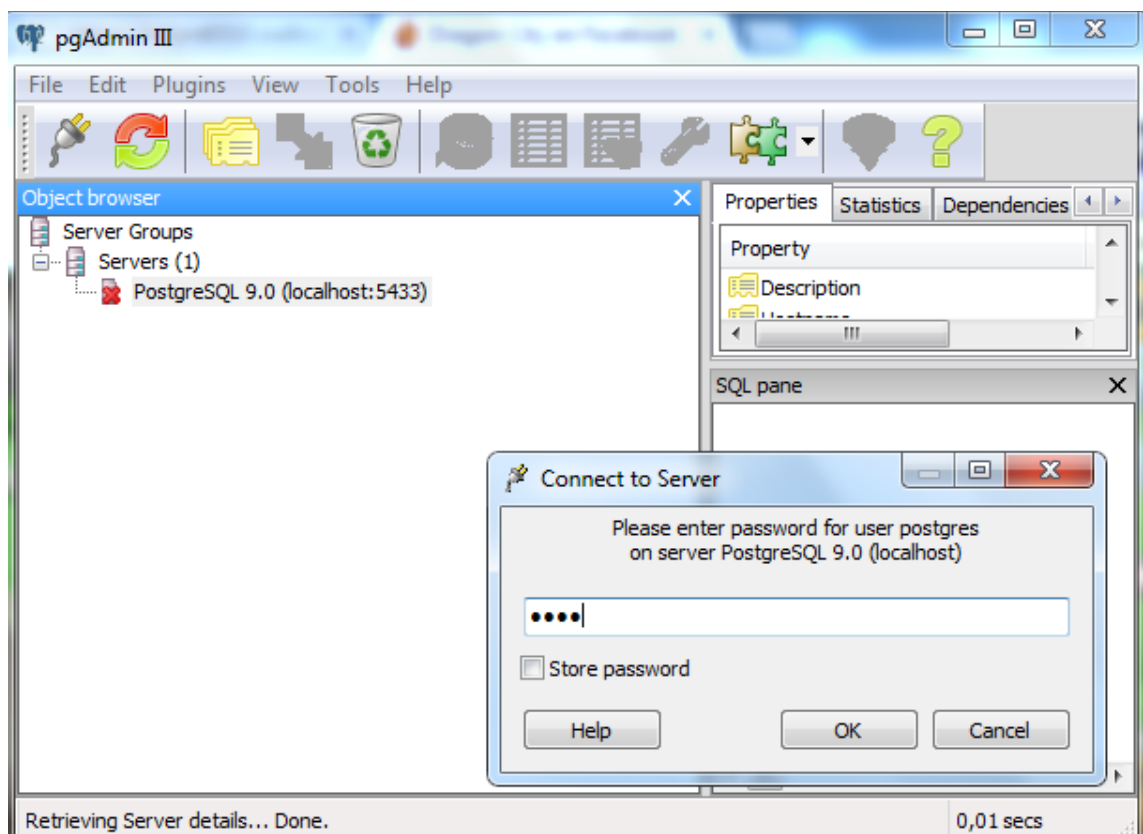 pgAdmin III
File Edit Plugins View Tools Help
Object browser
Server Groups
Servers (1)
PostgreSQL 9.0 (localhost:5433)
Properties Statistics Dependencies
Property
Description
Hostname
SQL pane
Connect to Server
Please enter password for user postgres
on server PostgreSQL 9.0 (localhost)
••••
Store password
Help OK Cancel
Retrieving Server details... Done. 0,01 secs